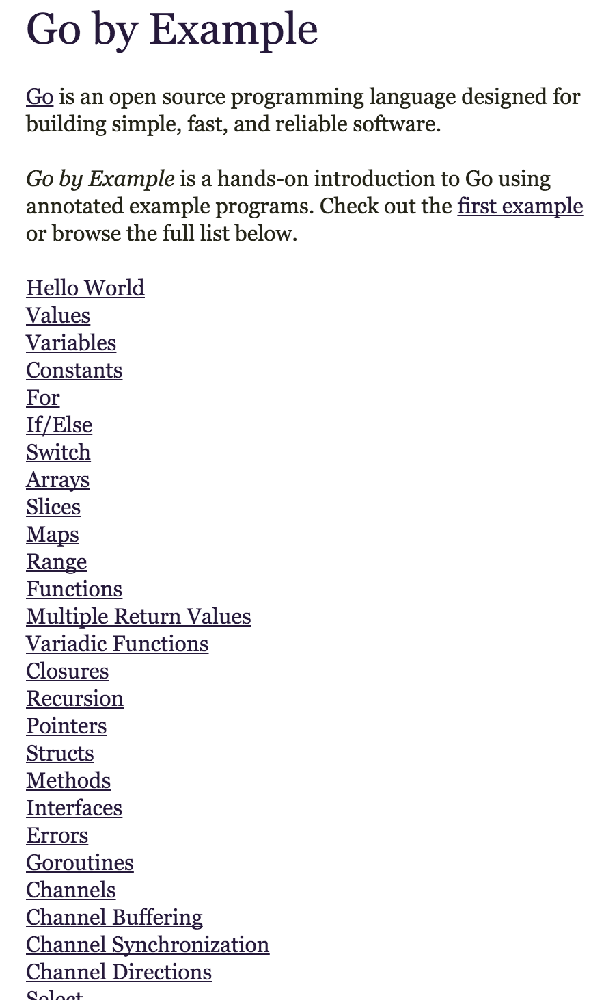 Go by Example
Go is an open source programming language designed for
building simple, fast, and reliable software.
Go by Example is a hands-on introduction to Go using
annotated example programs. Check out the first example
or browse the full list below.
Hello World
Values
Variables
Constants
For
If/Else
Switch
Arrays
Slices
Maps
Range
Functions
Multiple Return Values
Variadic Functions
Closures
Recursion
Pointers
Structs
Methods
Interfaces
Errors
Goroutines
Channels
Channel Buffering
Channel Synchronization
Channel Directions
Select